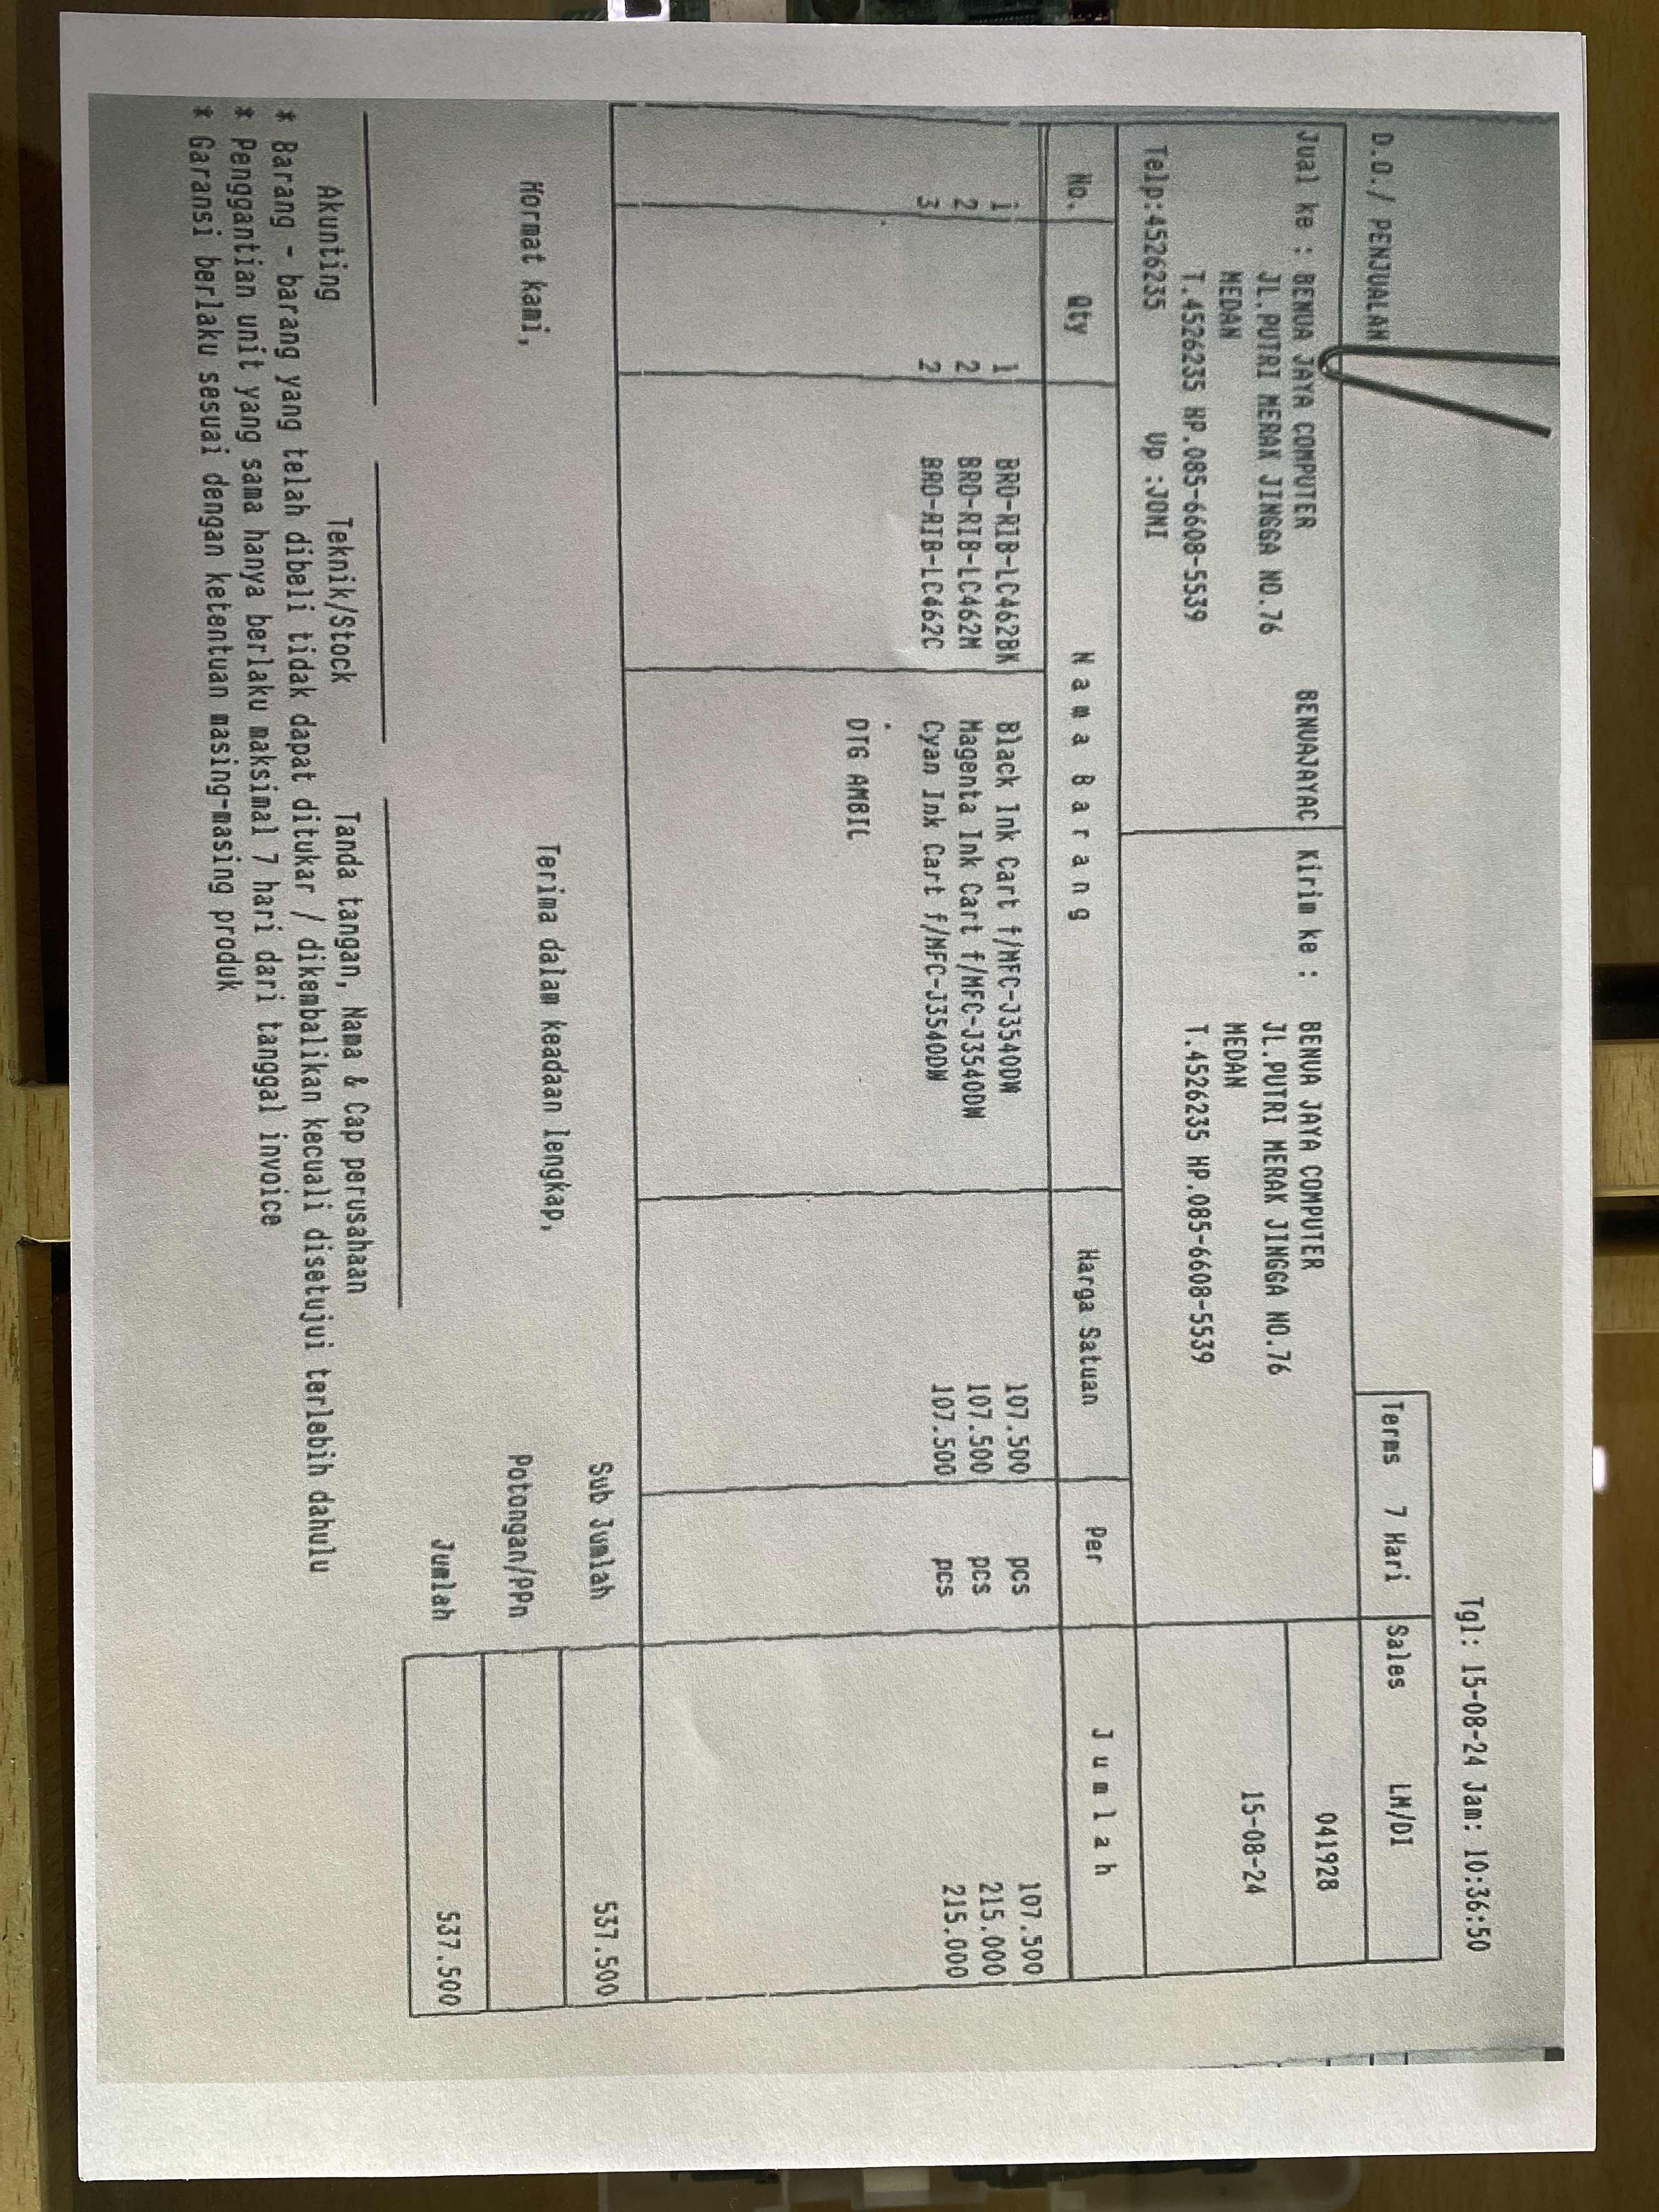 Tgl: 15-08-24 Jam: 10:36:50
D.O./ PENJUALAN
Terms 7 Hari Sales LM/DI
Jual ke : BENUA JAYA COMPUTER BENUAJAYAC Kirim ke : BENUA JAYA COMPUTER 041928
JL.PUTRI MERAK JINGGA NO.76 JL.PUTRI MERAK JINGGA NO.76
MEDAN MEDAN 15-08-24
T.4526235 HP.085-6608-5539 T.4526235 HP.085-6608-5539
Telp:4526235 Up :JONI
No. Qty Nama Barang Harga Satuan Per Jumlah
1 1 BRO-RIB-LC462BK Black Ink Cart f/MFC-J3540DW 107.500 pcs 107.500
2 2 BRO-RIB-LC462M Magenta Ink Cart f/MFC-J3540DW 107.500 pcs 215.000
3 2 BRO-RIB-LC462C Cyan Ink Cart f/MFC-J3540DW 107.500 pcs 215.000
.
DTG AMBIL
Sub Jumlah 537.500
Hormat kami, Terima dalam keadaan lengkap,
Potongan/PPn
Jumlah 537.500
Akunting Teknik/Stock Tanda tangan, Nama & Cap perusahaan
* Barang - barang yang telah dibeli tidak dapat ditukar / dikembalikan kecuali disetujui terlebih dahulu
* Penggantian unit yang sama hanya berlaku maksimal 7 hari dari tanggal invoice
* Garansi berlaku sesuai dengan ketentuan masing-masing produk